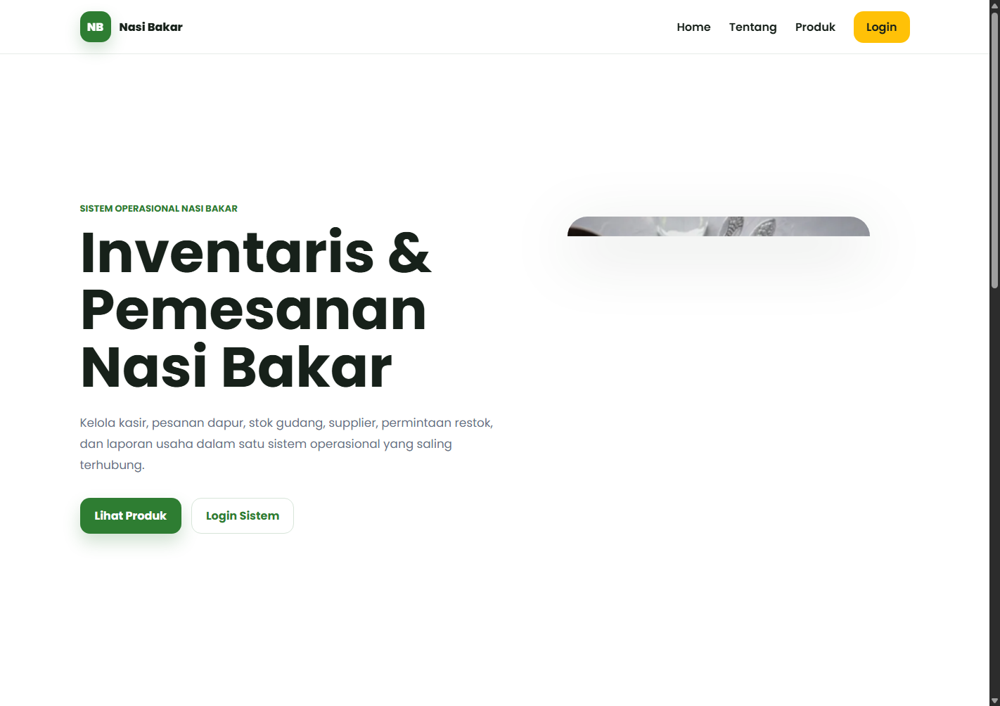 NB
Nasi Bakar
Home
Tentang
Produk
Login
SISTEM OPERASIONAL NASI BAKAR
Inventaris &
Pemesanan
Nasi Bakar
Kelola kasir, pesanan dapur, stok gudang, supplier, permintaan restok,
dan laporan usaha dalam satu sistem operasional yang saling
terhubung.
Lihat Produk
Login Sistem